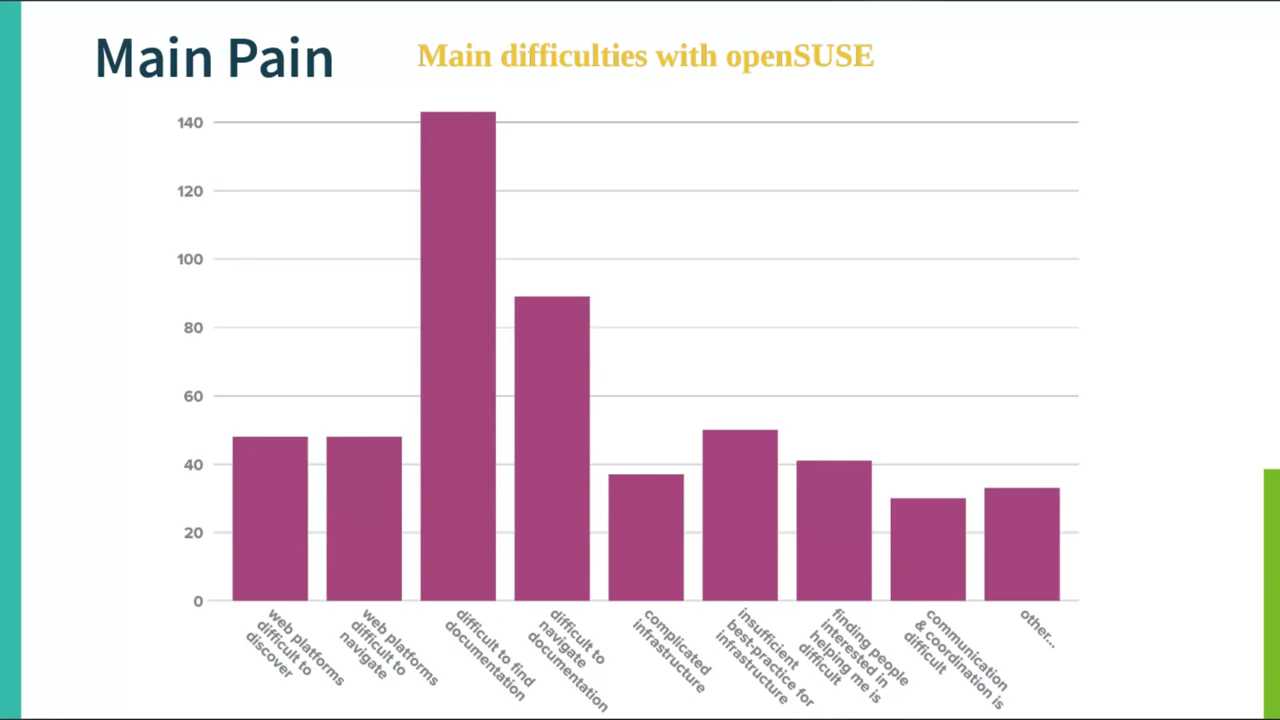 Main Pain
Main difficulties with openSUSE
140
120
100
80
60
40
20
0
web platforms
difficult to
discover
web platforms
difficult to
navigate
difficult to find
documentation
difficult to
navigate
documentation
complicated
infrastructure
insufficient
best-practice for
infrastructure
finding people
interested in
helping me is
difficult
communication
& coordination is
difficult
other...